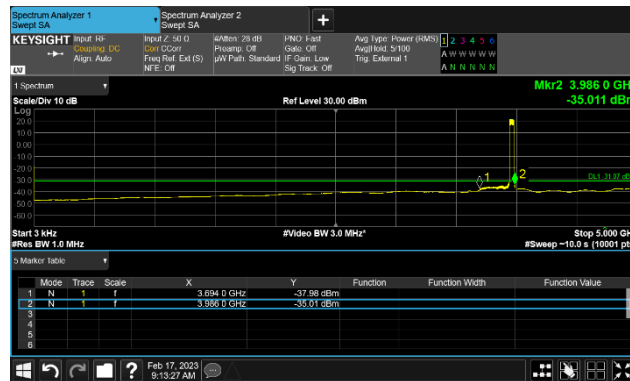 Spectrum Analyzer 1
Swept SA
Spectrum Analyzer 2
Swept SA
KEYSIGHT
Input: RF
Coupling: DC
Align: Auto
Input Z: 50 Ω
Corr CCorr
Freq Ref: Ext (S)
NFE: Off
#Atten: 28 dB
Preamp: Off
µW Path: Standard
PNO: Fast
Gate: Off
IF Gain: Low
Sig Track: Off
Avg Type: Power (RMS)
Avg|Hold: 5/100
Trig: External 1
1 2 3 4 5 6
A W W W W W
A N N N N N
LXI
1 Spectrum
Scale/Div 10 dB
Ref Level 30.00 dBm
Mkr2 3.986 0 GH
-35.011 dBr
Log
20.0
10.0
0.00
-10.0
-20.0
-30.0
-40.0
-50.0
-60.0
1
2
Start 3 kHz
#Res BW 1.0 MHz
#Video BW 3.0 MHz*
Stop 5.000 GH
#Sweep ~10.0 s (10001 pts
5 Marker Table
Mode Trace Scale X Y Function Function Width Function Value
1 N 1 f 3.694 0 GHz -37.98 dBm
2 N 1 f 3.986 0 GHz -35.01 dBm
3
4
5
6
Feb 17, 2023
9:13:27 AM